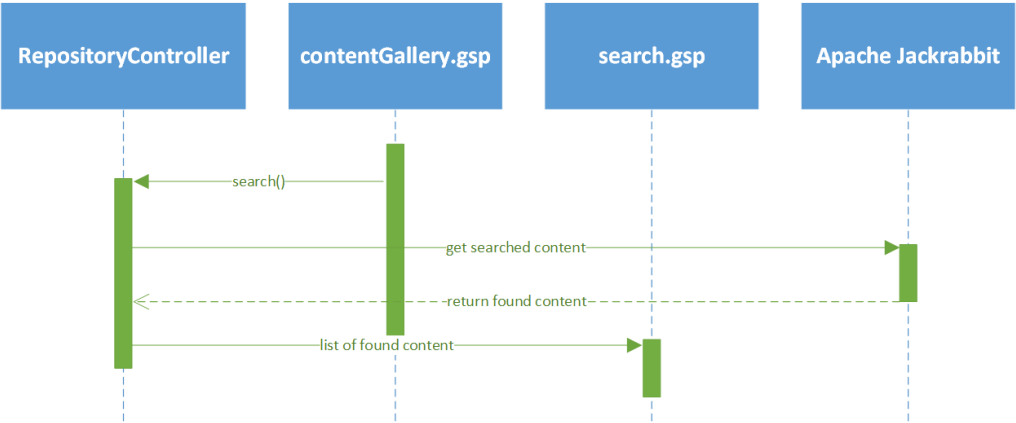 RepositoryController
contentGallery.gsp
search.gsp
Apache Jackrabbit
search()
get searched content
return found content
list of found content